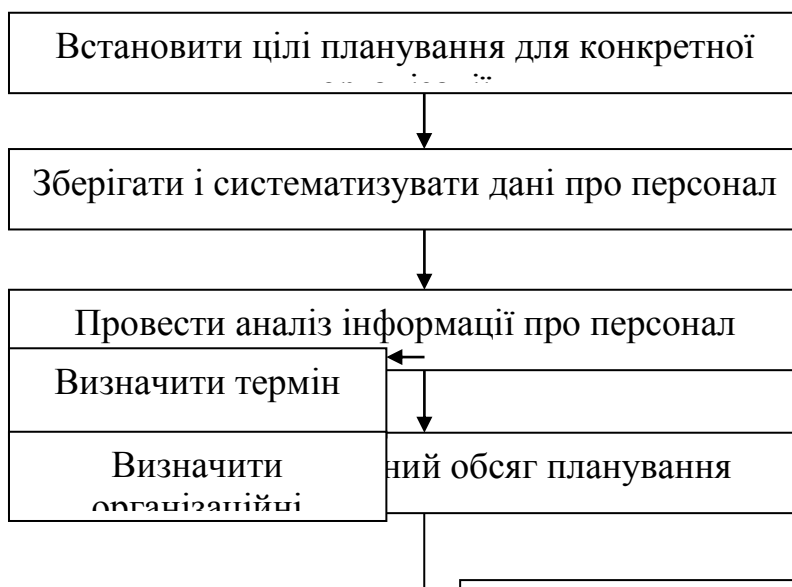 Встановити цілі планування для конкретної
Зберігати і систематизувати дані про персонал
Провести аналіз інформації про персонал
Визначити термін
Визначити
організаційні
ний обсяг планування